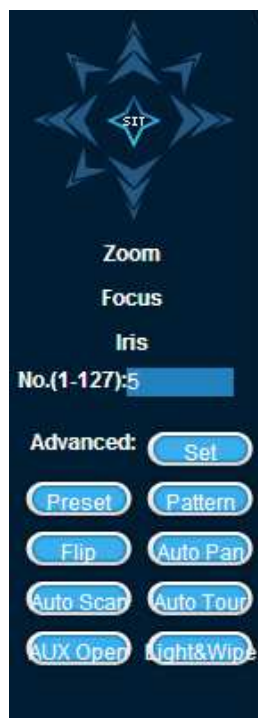 SIT
Zoom
Focus
Iris
No.(1-127):5
Advanced: Set
Preset Pattern
Flip Auto Pan
Auto Scan Auto Tour
AUX Open Light&Wipe